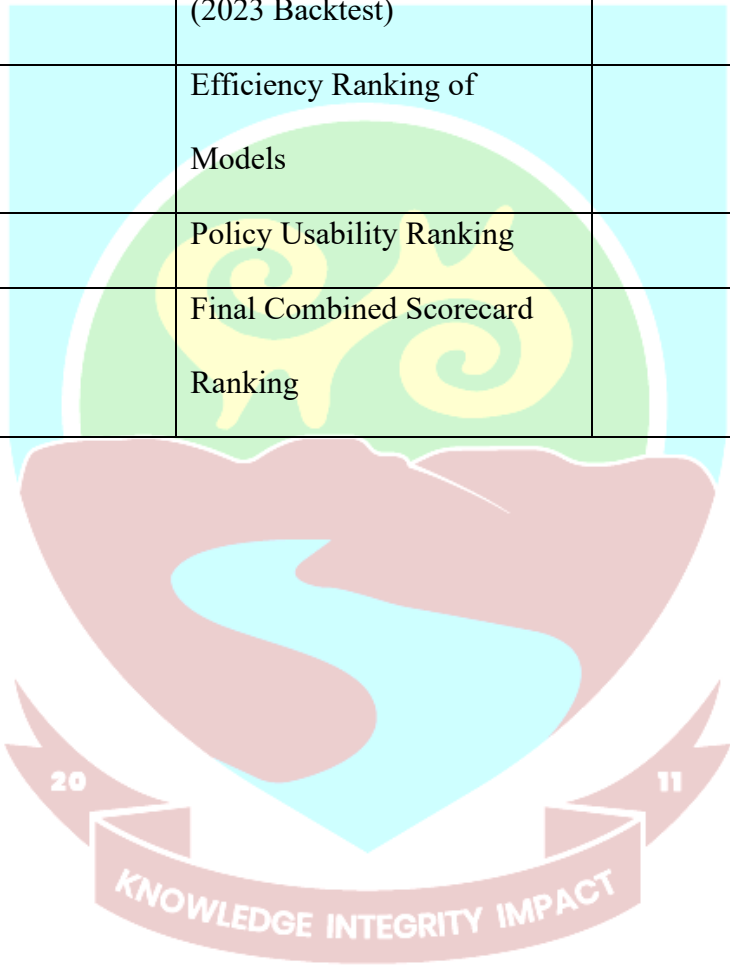 (2023 Backtest)
Efficiency Ranking of
Models
Policy Usability Ranking
Final Combined Scorecard
Ranking
20
11
KNOWLEDGE INTEGRITY IMPACT